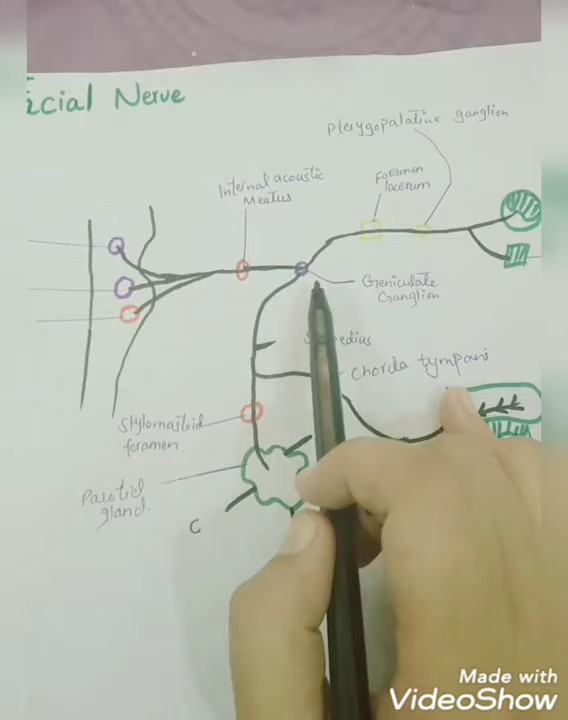 acial Nerve
Pterygopalatine ganglion
Internal acoustic
Meatus
Foramen
lacerum
Geniculate
Ganglion
Chorda tympani
Stylomastoid
foramen
Parotid
gland.
C
Made with
VideoShow